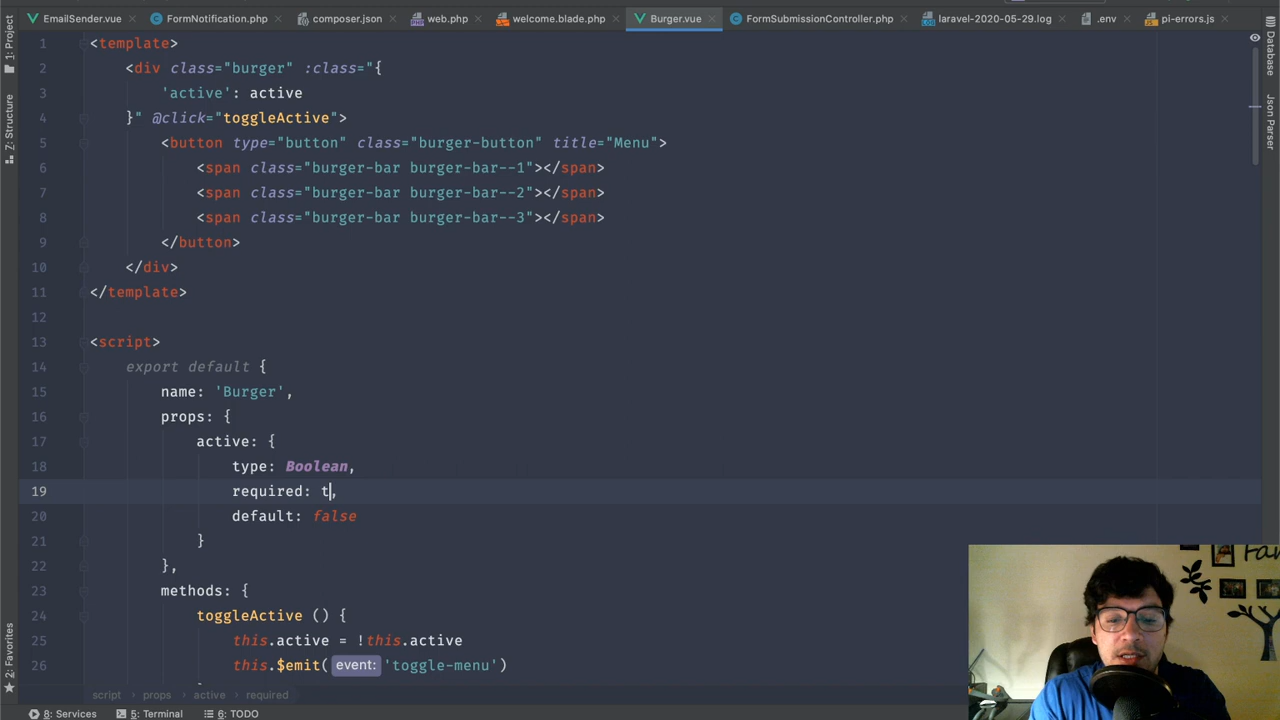 EmailSender.vue FormNotification.php composer.json web.php welcome.blade.php Burger.vue FormSubmissionController.php laravel-2020-05-29.log .env pi-errors.js
1: Project
Z: Structure
2: Favorites
Database
Json Parser
1 <template>
2 <div class="burger" :class="{
3 'active': active
4 }" @click="toggleActive">
5 <button type="button" class="burger-button" title="Menu">
6 <span class="burger-bar burger-bar--1"></span>
7 <span class="burger-bar burger-bar--2"></span>
8 <span class="burger-bar burger-bar--3"></span>
9 </button>
10 </div>
11 </template>
12
13 <script>
14 export default {
15 name: 'Burger',
16 props: {
17 active: {
18 type: Boolean,
19 required: t,
20 default: false
21 }
22 },
23 methods: {
24 toggleActive () {
25 this.active = !this.active
26 this.$emit( event: 'toggle-menu')
script props active required
8: Services 5: Terminal 6: TODO